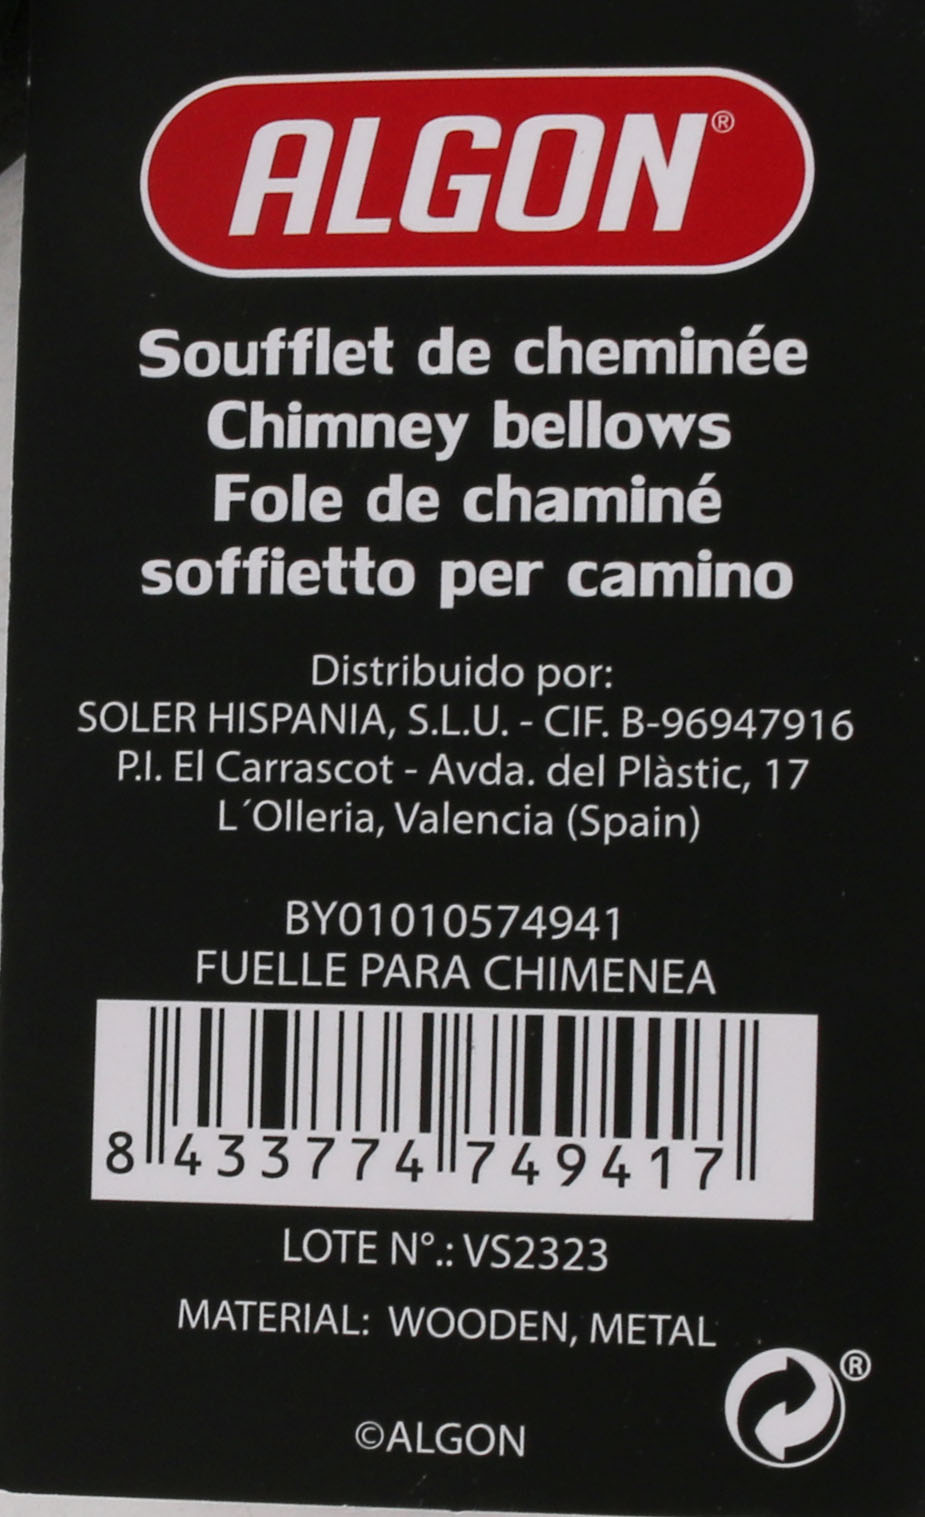 ALGON®
Soufflet de cheminée
Chimney bellows
Fole de chaminé
soffietto per camino
Distribuido por:
SOLER HISPANIA, S.L.U. - CIF. B-96947916
P.I. El Carrascot - Avda. del Plàstic, 17
L´Olleria, Valencia (Spain)
BY01010574941
FUELLE PARA CHIMENEA
8 433774 749417
LOTE N°.: VS2323
MATERIAL: WOODEN, METAL
®
©ALGON